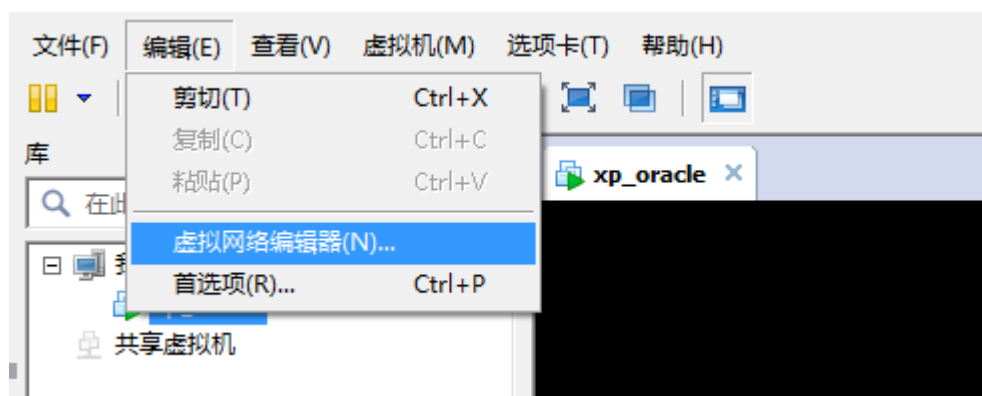 文件(F) 编辑(E) 查看(V) 虚拟机(M) 选项卡(T) 帮助(H)
剪切(T) Ctrl+X
复制(C) Ctrl+C
粘贴(P) Ctrl+V
虚拟网络编辑器(N)...
首选项(R)... Ctrl+P
库
在此
共享虚拟机
xp_oracle